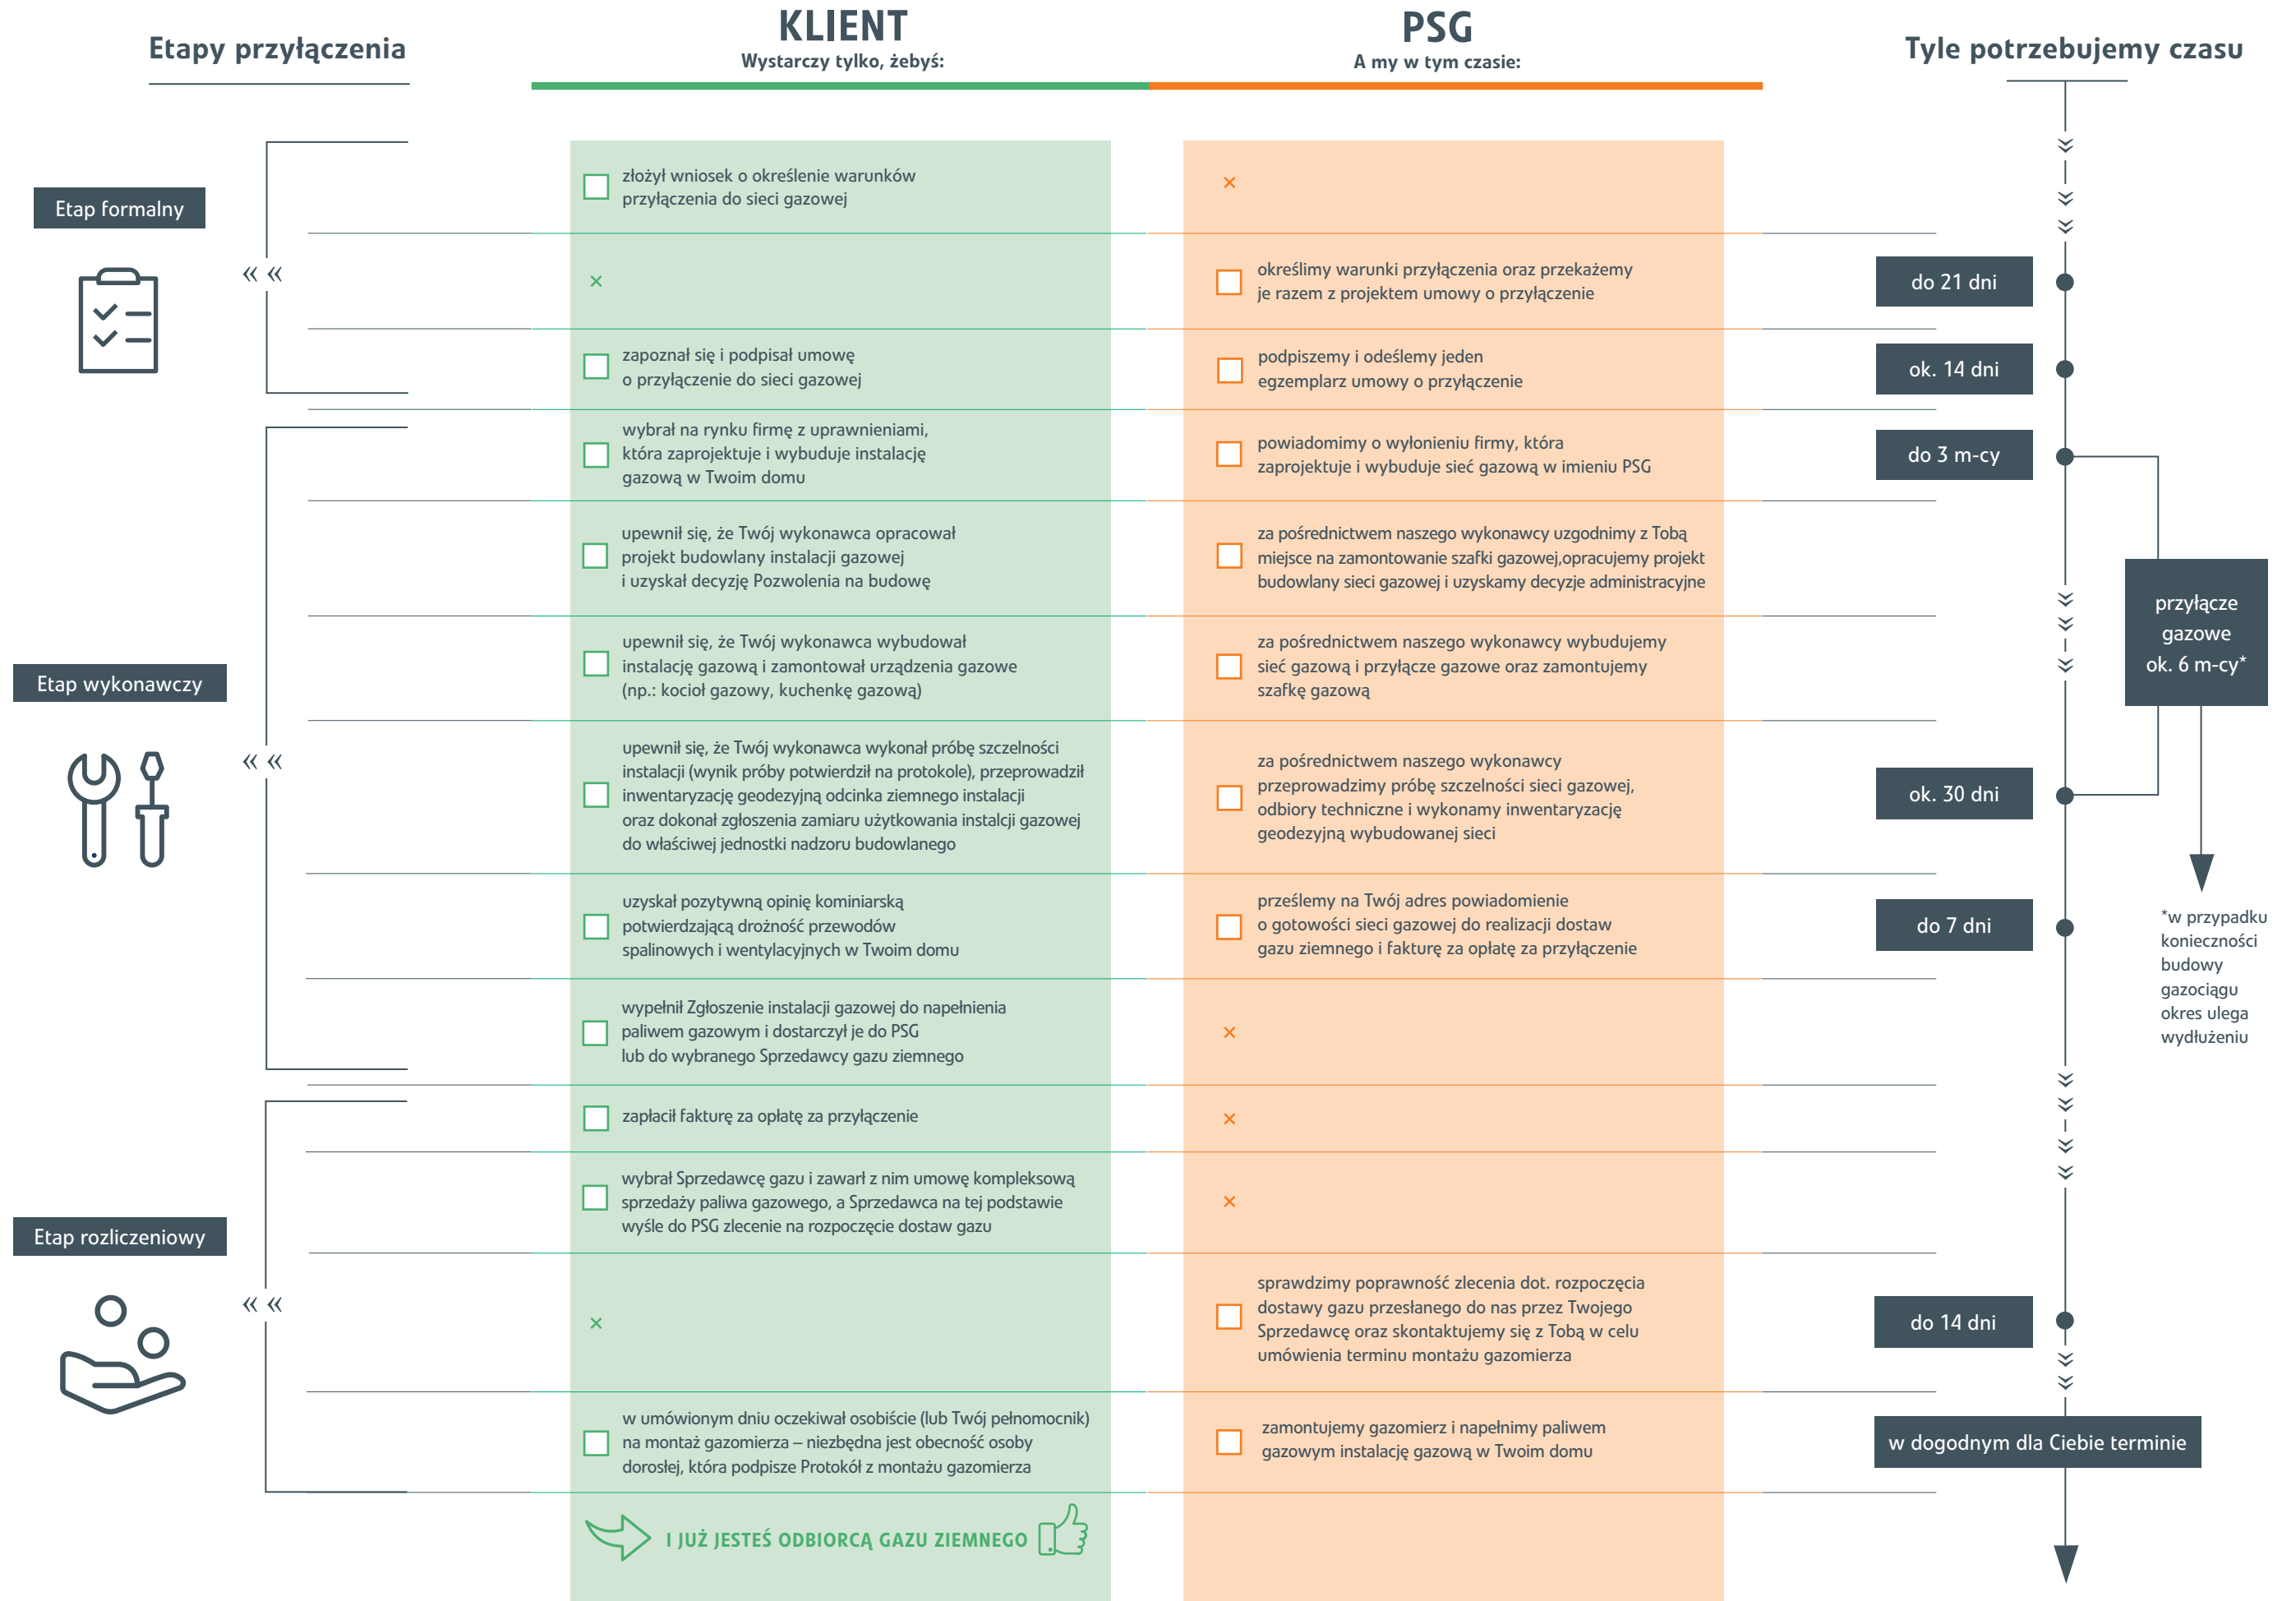 Etapy przyłączenia
KLIENT
Wystarczy tylko, żebyś:
PSG
A my w tym czasie:
Tyle potrzebujemy czasu
Etap formalny
złożył wniosek o określenie warunków
przyłączenia do sieci gazowej
×
×
określimy warunki przyłączenia oraz przekażemy
je razem z projektem umowy o przyłączenie
do 21 dni
zapoznał się i podpisał umowę
o przyłączenie do sieci gazowej
podpiszemy i odeślemy jeden
egzemplarz umowy o przyłączenie
ok. 14 dni
Etap wykonawczy
wybrał na rynku firmę z uprawnieniami,
która zaprojektuje i wybuduje instalację
gazową w Twoim domu
powiadomimy o wyłonieniu firmy, która
zaprojektuje i wybuduje sieć gazową w imieniu PSG
do 3 m-cy
upewnił się, że Twój wykonawca opracował
projekt budowlany instalacji gazowej
i uzyskał decyzję Pozwolenia na budowę
za pośrednictwem naszego wykonawcy uzgodnimy z Tobą
miejsce na zamontowanie szafki gazowej,opracujemy projekt
budowlany sieci gazowej i uzyskamy decyzje administracyjne
przyłącze
gazowe
ok. 6 m-cy*
upewnił się, że Twój wykonawca wybudował
instalację gazową i zamontował urządzenia gazowe
(np.: kocioł gazowy, kuchenkę gazową)
za pośrednictwem naszego wykonawcy wybudujemy
sieć gazową i przyłącze gazowe oraz zamontujemy
szafkę gazową
upewnił się, że Twój wykonawca wykonał próbę szczelności
instalacji (wynik próby potwierdził na protokole), przeprowadził
inwentaryzację geodezyjną odcinka ziemnego instalacji
oraz dokonał zgłoszenia zamiaru użytkowania instalcji gazowej
do właściwej jednostki nadzoru budowlanego
za pośrednictwem naszego wykonawcy
przeprowadzimy próbę szczelności sieci gazowej,
odbiory techniczne i wykonamy inwentaryzację
geodezyjną wybudowanej sieci
ok. 30 dni
uzyskał pozytywną opinię kominiarską
potwierdzającą drożność przewodów
spalinowych i wentylacyjnych w Twoim domu
prześlemy na Twój adres powiadomienie
o gotowości sieci gazowej do realizacji dostaw
gazu ziemnego i fakturę za opłatę za przyłączenie
do 7 dni
*w przypadku
konieczności
budowy
gazociągu
okres ulega
wydłużeniu
wypełnił Zgłoszenie instalacji gazowej do napełnienia
paliwem gazowym i dostarczył je do PSG
lub do wybranego Sprzedawcy gazu ziemnego
×
Etap rozliczeniowy
zapłacił fakturę za opłatę za przyłączenie
×
wybrał Sprzedawcę gazu i zawarł z nim umowę kompleksową
sprzedaży paliwa gazowego, a Sprzedawca na tej podstawie
wyśle do PSG zlecenie na rozpoczęcie dostaw gazu
×
×
sprawdzimy poprawność zlecenia dot. rozpoczęcia
dostawy gazu przesłanego do nas przez Twojego
Sprzedawcę oraz skontaktujemy się z Tobą w celu
umówienia terminu montażu gazomierza
do 14 dni
w umówionym dniu oczekiwał osobiście (lub Twój pełnomocnik)
na montaż gazomierza – niezbędna jest obecność osoby
dorosłej, która podpisze Protokół z montażu gazomierza
zamontujemy gazomierz i napełnimy paliwem
gazowym instalację gazową w Twoim domu
w dogodnym dla Ciebie terminie
I JUŻ JESTEŚ ODBIORCĄ GAZU ZIEMNEGO